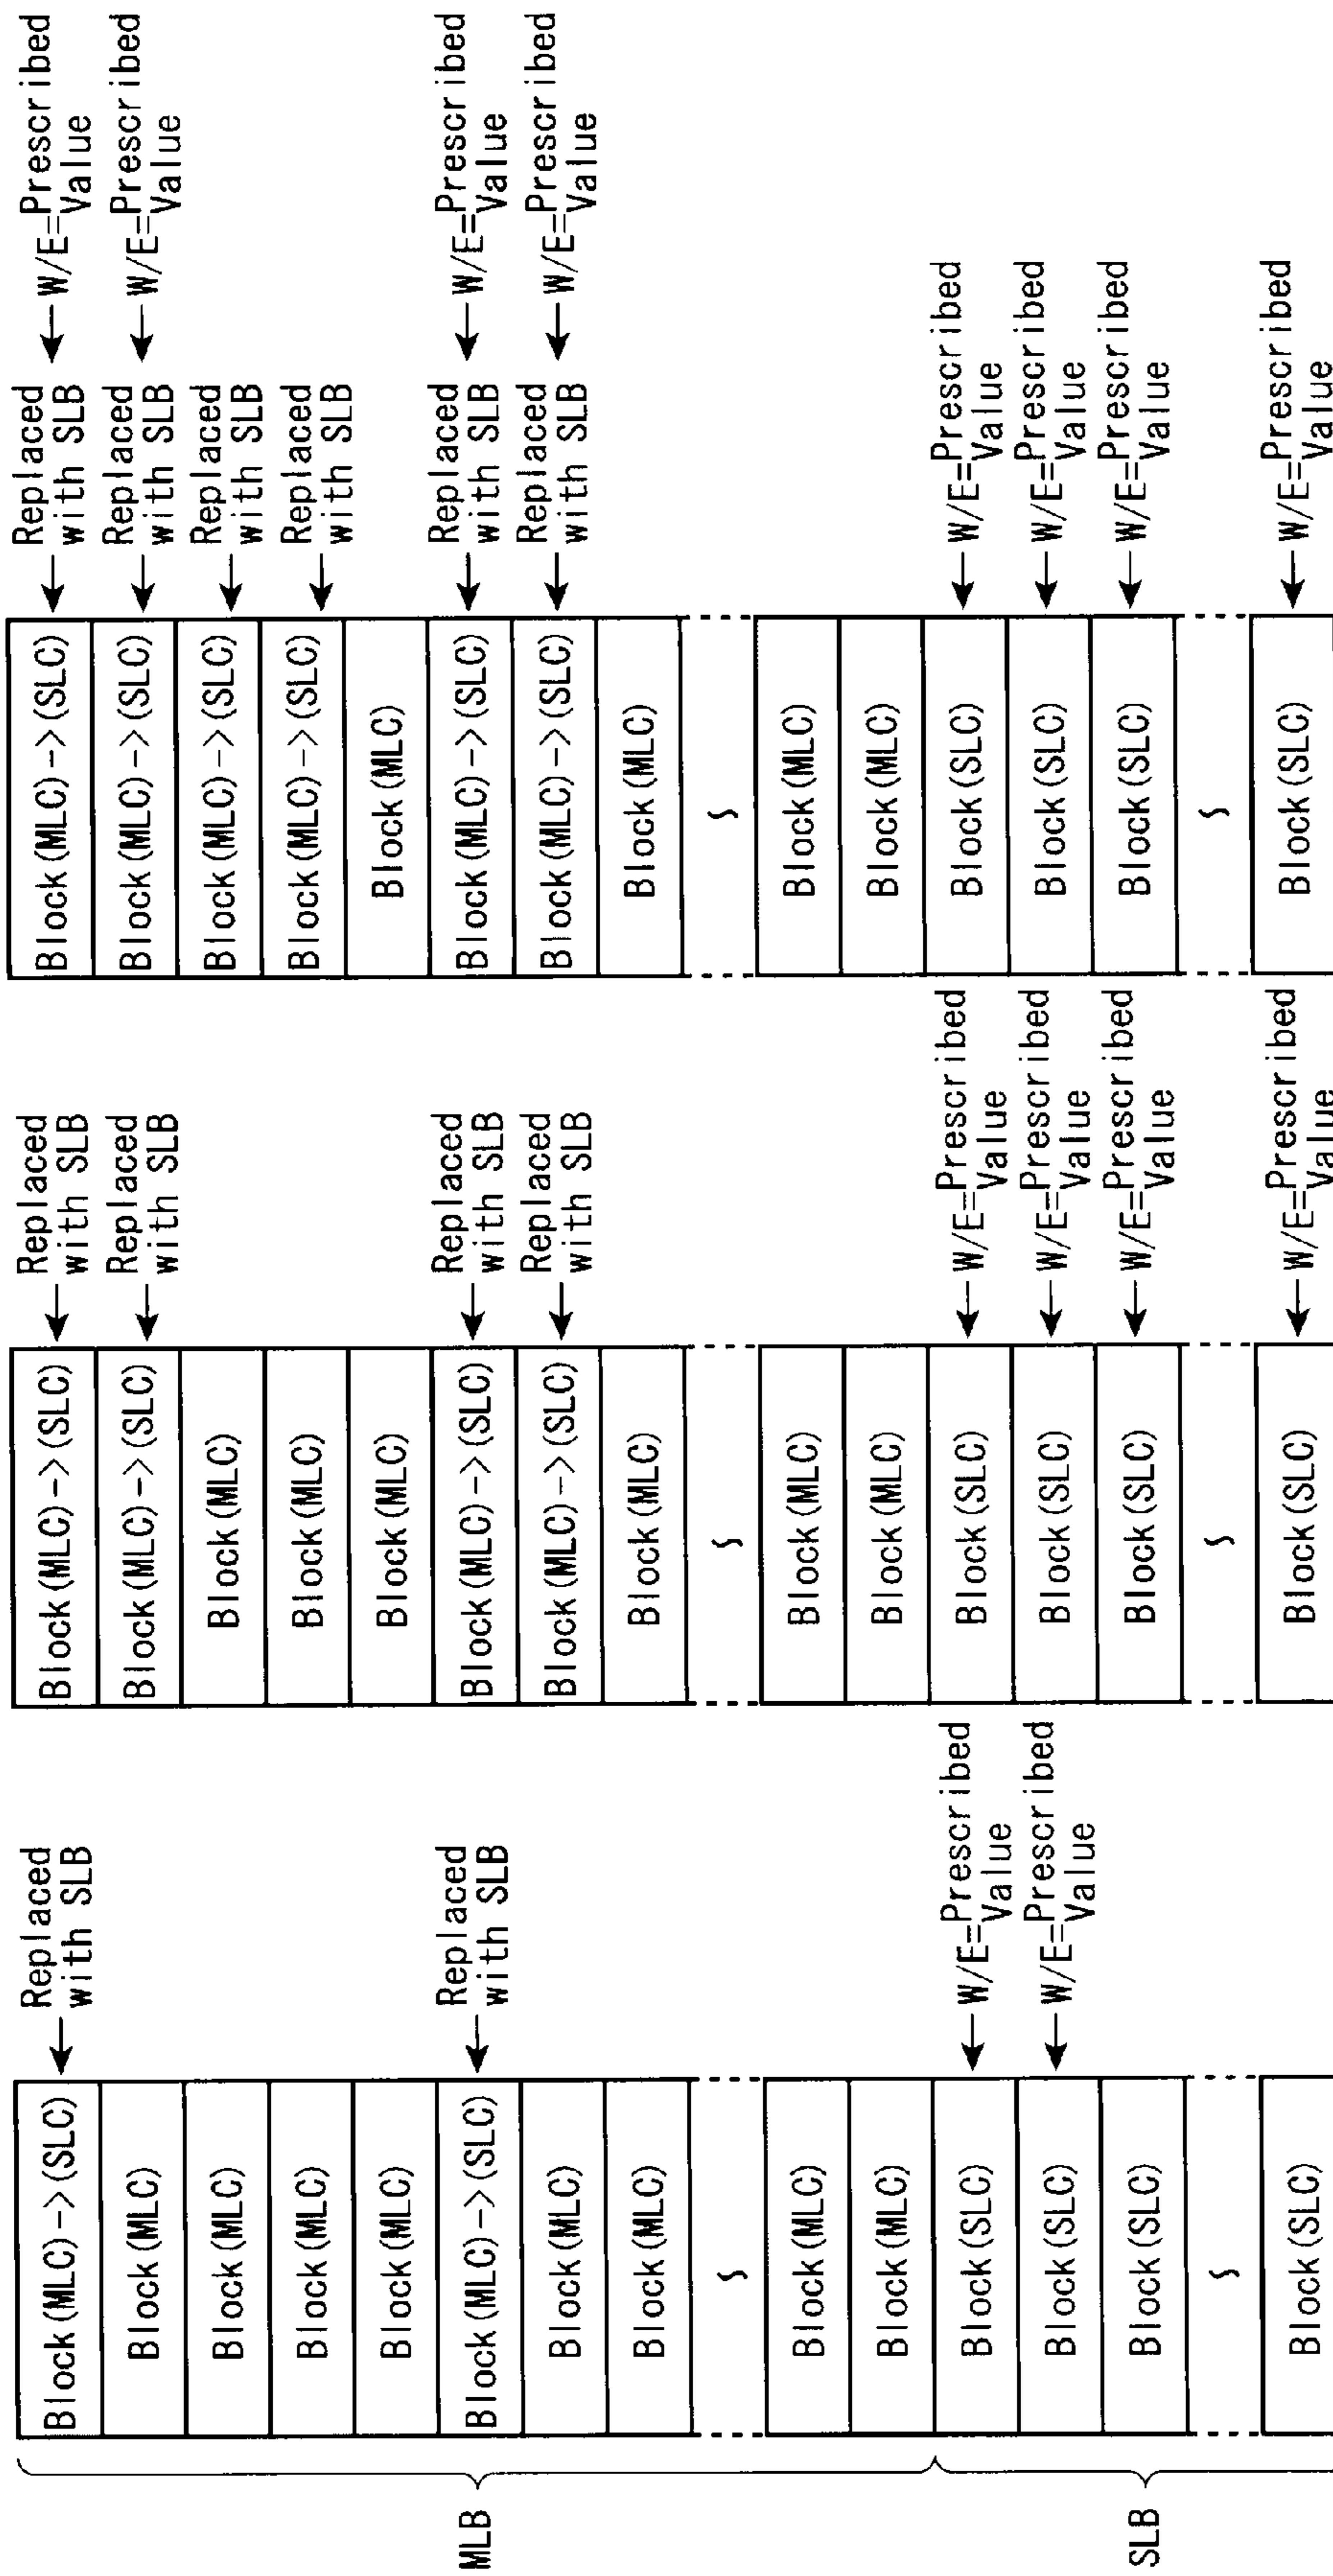 MLB
SLB
Block(MLC)->(SLC)
Block(MLC)
Block(MLC)
Block(MLC)
Block(MLC)
Block(MLC)->(SLC)
Block(MLC)
Block(MLC)
Block(MLC)
Block(MLC)
Block(SLC)
Block(SLC)
Block(SLC)
Block(SLC)
Replaced
with SLB
Replaced
with SLB
W/E=Prescribed
Value
W/E=Prescribed
Value
Block(MLC)->(SLC)
Block(MLC)->(SLC)
Block(MLC)
Block(MLC)
Block(MLC)
Block(MLC)->(SLC)
Block(MLC)->(SLC)
Block(MLC)
Block(MLC)
Block(MLC)
Block(SLC)
Block(SLC)
Block(SLC)
Block(SLC)
Replaced
with SLB
Replaced
with SLB
Replaced
with SLB
Replaced
with SLB
W/E=Prescribed
Value
W/E=Prescribed
Value
W/E=Prescribed
Value
W/E=Prescribed
Value
Block(MLC)->(SLC)
Block(MLC)->(SLC)
Block(MLC)->(SLC)
Block(MLC)->(SLC)
Block(MLC)
Block(MLC)->(SLC)
Block(MLC)->(SLC)
Block(MLC)
Block(MLC)
Block(MLC)
Block(SLC)
Block(SLC)
Block(SLC)
Block(SLC)
Replaced
with SLB
W/E=Prescribed
Value
Replaced
with SLB
W/E=Prescribed
Value
Replaced
with SLB
Replaced
with SLB
Replaced
with SLB
W/E=Prescribed
Value
Replaced
with SLB
W/E=Prescribed
Value
W/E=Prescribed
Value
W/E=Prescribed
Value
W/E=Prescribed
Value
W/E=Prescribed
Value